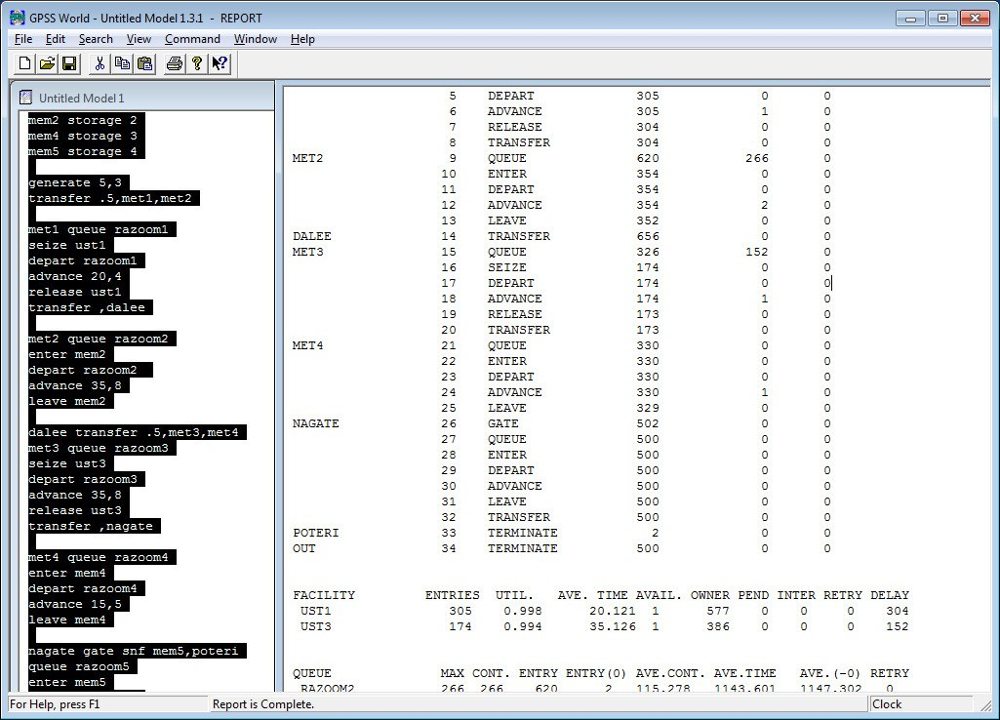 GPSS World - Untitled Model 1.3.1 - REPORT
File Edit Search View Command Window Help
Untitled Model 1
mem2 storage 2
mem4 storage 3
mem5 storage 4
generate 5,3
transfer .5,met1,met2
met1 queue razoom1
seize ust1
depart razoom1
advance 20,4
release ust1
transfer ,dalee
met2 queue razoom2
enter mem2
depart razoom2
advance 35,8
leave mem2
dalee transfer .5,met3,met4
met3 queue razoom3
seize ust3
depart razoom3
advance 35,8
release ust3
transfer ,nagate
met4 queue razoom4
enter mem4
depart razoom4
advance 15,5
leave mem4
nagate gate snf mem5,poteri
queue razoom5
enter mem5
5 DEPART 305 0 0
6 ADVANCE 305 1 0
7 RELEASE 304 0 0
8 TRANSFER 304 0 0
MET2 9 QUEUE 620 266 0
10 ENTER 354 0 0
11 DEPART 354 0 0
12 ADVANCE 354 2 0
13 LEAVE 352 0 0
DALEE 14 TRANSFER 656 0 0
MET3 15 QUEUE 326 152 0
16 SEIZE 174 0 0
17 DEPART 174 0 0
18 ADVANCE 174 1 0
19 RELEASE 173 0 0
20 TRANSFER 173 0 0
MET4 21 QUEUE 330 0 0
22 ENTER 330 0 0
23 DEPART 330 0 0
24 ADVANCE 330 1 0
25 LEAVE 329 0 0
NAGATE 26 GATE 502 0 0
27 QUEUE 500 0 0
28 ENTER 500 0 0
29 DEPART 500 0 0
30 ADVANCE 500 0 0
31 LEAVE 500 0 0
32 TRANSFER 500 0 0
POTERI 33 TERMINATE 2 0 0
OUT 34 TERMINATE 500 0 0
FACILITY ENTRIES UTIL. AVE. TIME AVAIL. OWNER PEND INTER RETRY DELAY
UST1 305 0.998 20.121 1 577 0 0 0 304
UST3 174 0.994 35.126 1 386 0 0 0 152
QUEUE MAX CONT. ENTRY ENTRY(0) AVE.CONT. AVE.TIME AVE.(-0) RETRY
RAZOOM2 266 266 620 2 115.278 1143.601 1147.302 0
For Help, press F1 Report is Complete. Clock